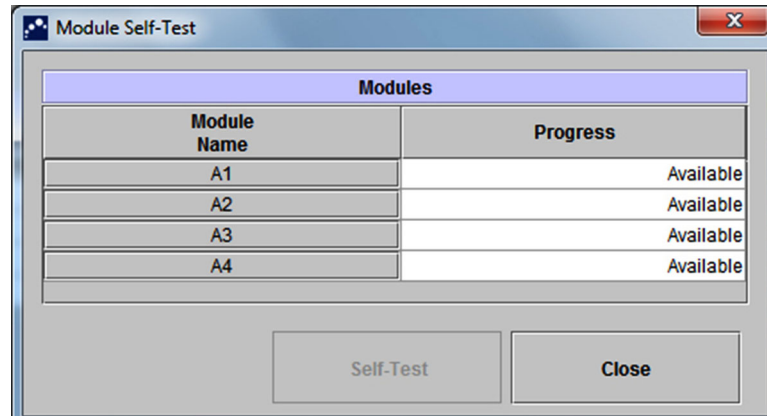 Module Self-Test
Modules
Module
Name
Progress
A1 Available
A2 Available
A3 Available
A4 Available
Self-Test Close